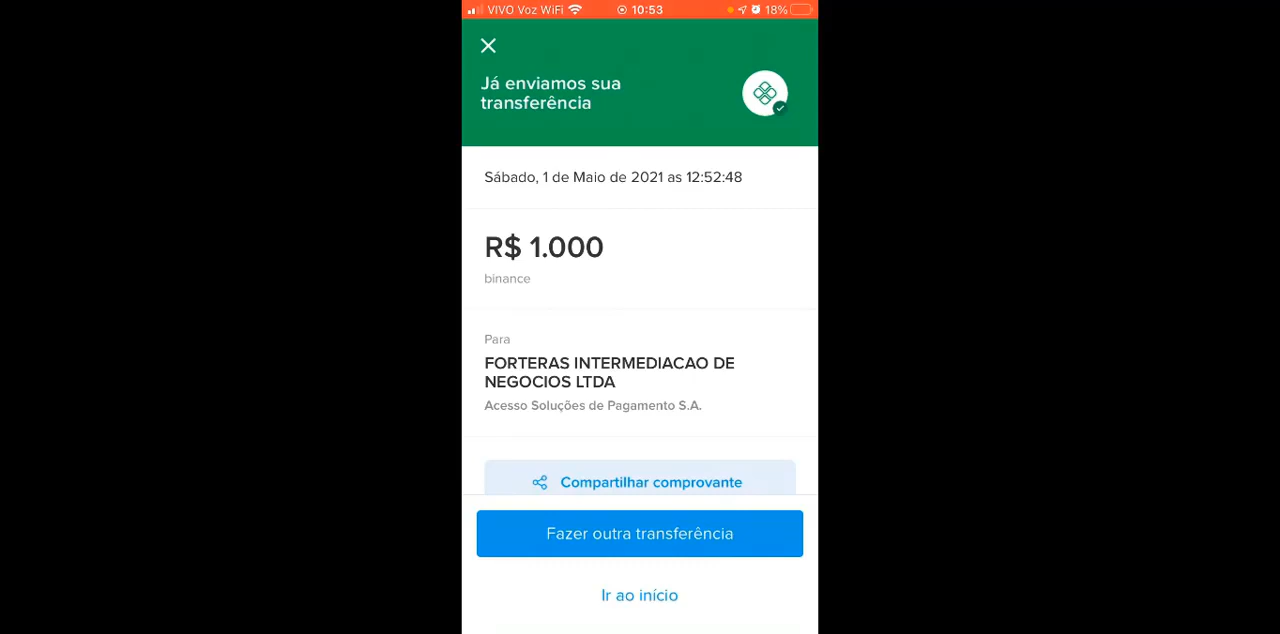 VIVO Voz WiFi 10:53 18%
Já enviamos sua
transferência
Sábado, 1 de Maio de 2021 as 12:52:48
R$ 1.000
binance
Para
FORTERAS INTERMEDIACAO DE
NEGOCIOS LTDA
Acesso Soluções de Pagamento S.A.
Compartilhar comprovante
Fazer outra transferência
Ir ao início